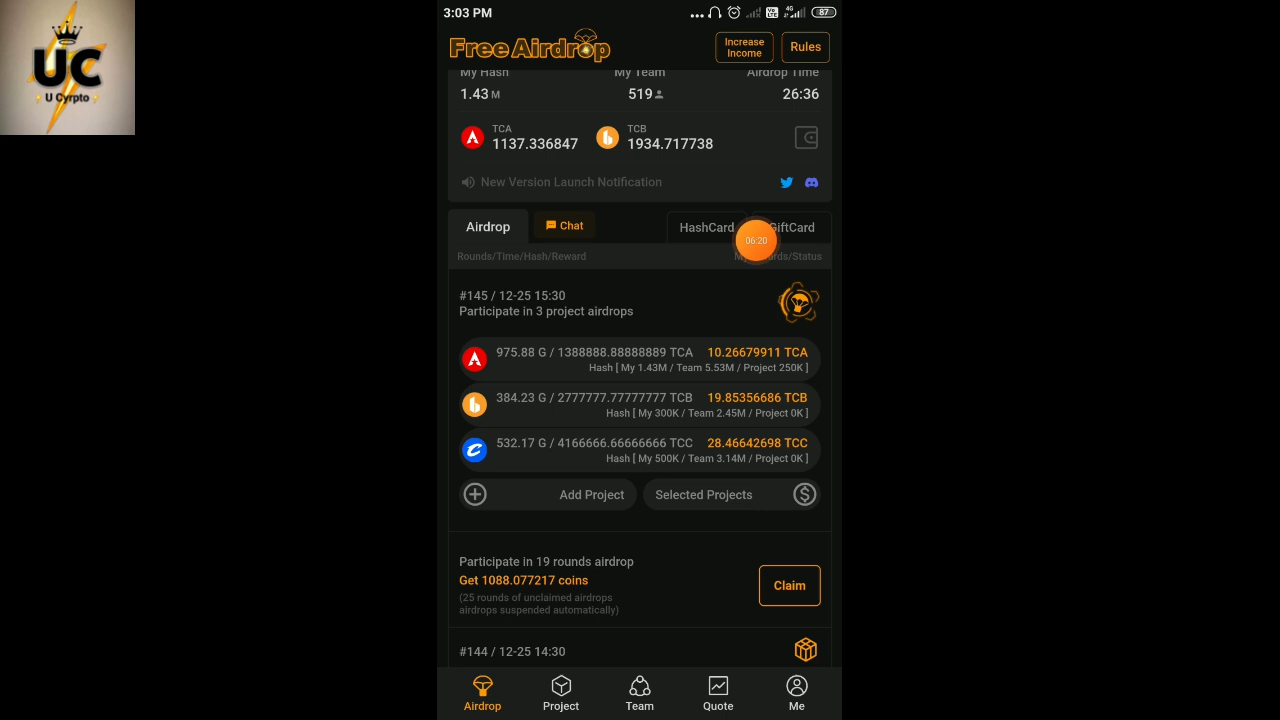 UC
U Cyrpto
3:03 PM
4G
87
Free Airdrop
Increase Income
Rules
My Hash
My Team
Airdrop Time
1.43 M
519
26:36
TCA
1137.336847
TCB
1934.717738
New Version Launch Notification
Airdrop
Chat
HashCard
GiftCard
06:20
Rounds/Time/Hash/Reward
/Status
#145 / 12-25 15:30
Participate in 3 project airdrops
975.88 G / 1388888.88888889 TCA
10.26679911 TCA
Hash [ My 1.43M / Team 5.53M / Project 250K ]
384.23 G / 2777777.77777777 TCB
19.85356686 TCB
Hash [ My 300K / Team 2.45M / Project 0K ]
532.17 G / 4166666.66666666 TCC
28.46642698 TCC
Hash [ My 500K / Team 3.14M / Project 0K ]
Add Project
Selected Projects
Participate in 19 rounds airdrop
Get 1088.077217 coins
(25 rounds of unclaimed airdrops
airdrops suspended automatically)
Claim
#144 / 12-25 14:30
Airdrop
Project
Team
Quote
Me